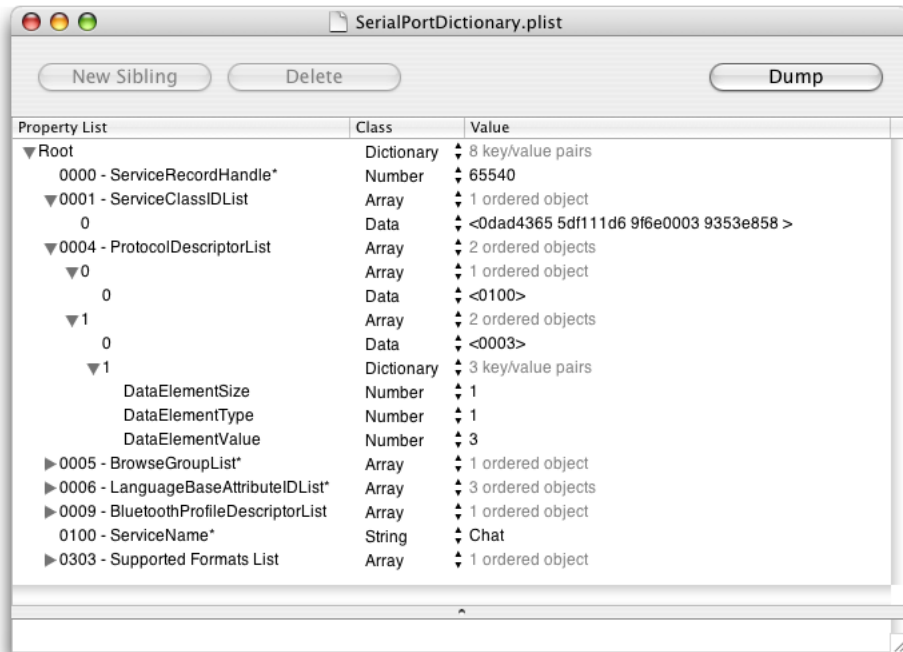 SerialPortDictionary.plist
New Sibling Delete Dump
Property List Class Value
Root Dictionary 8 key/value pairs
0000 - ServiceRecordHandle* Number 65540
0001 - ServiceClassIDList Array 1 ordered object
0 Data <0dad4365 5df111d6 9f6e0003 9353e858 >
0004 - ProtocolDescriptorList Array 2 ordered objects
0 Array 1 ordered object
0 Data <0100>
1 Array 2 ordered objects
0 Data <0003>
1 Dictionary 3 key/value pairs
DataElementSize Number 1
DataElementType Number 1
DataElementValue Number 3
0005 - BrowseGroupList* Array 1 ordered object
0006 - LanguageBaseAttributeIDList* Array 3 ordered objects
0009 - BluetoothProfileDescriptorList Array 1 ordered object
0100 - ServiceName* String Chat
0303 - Supported Formats List Array 1 ordered object